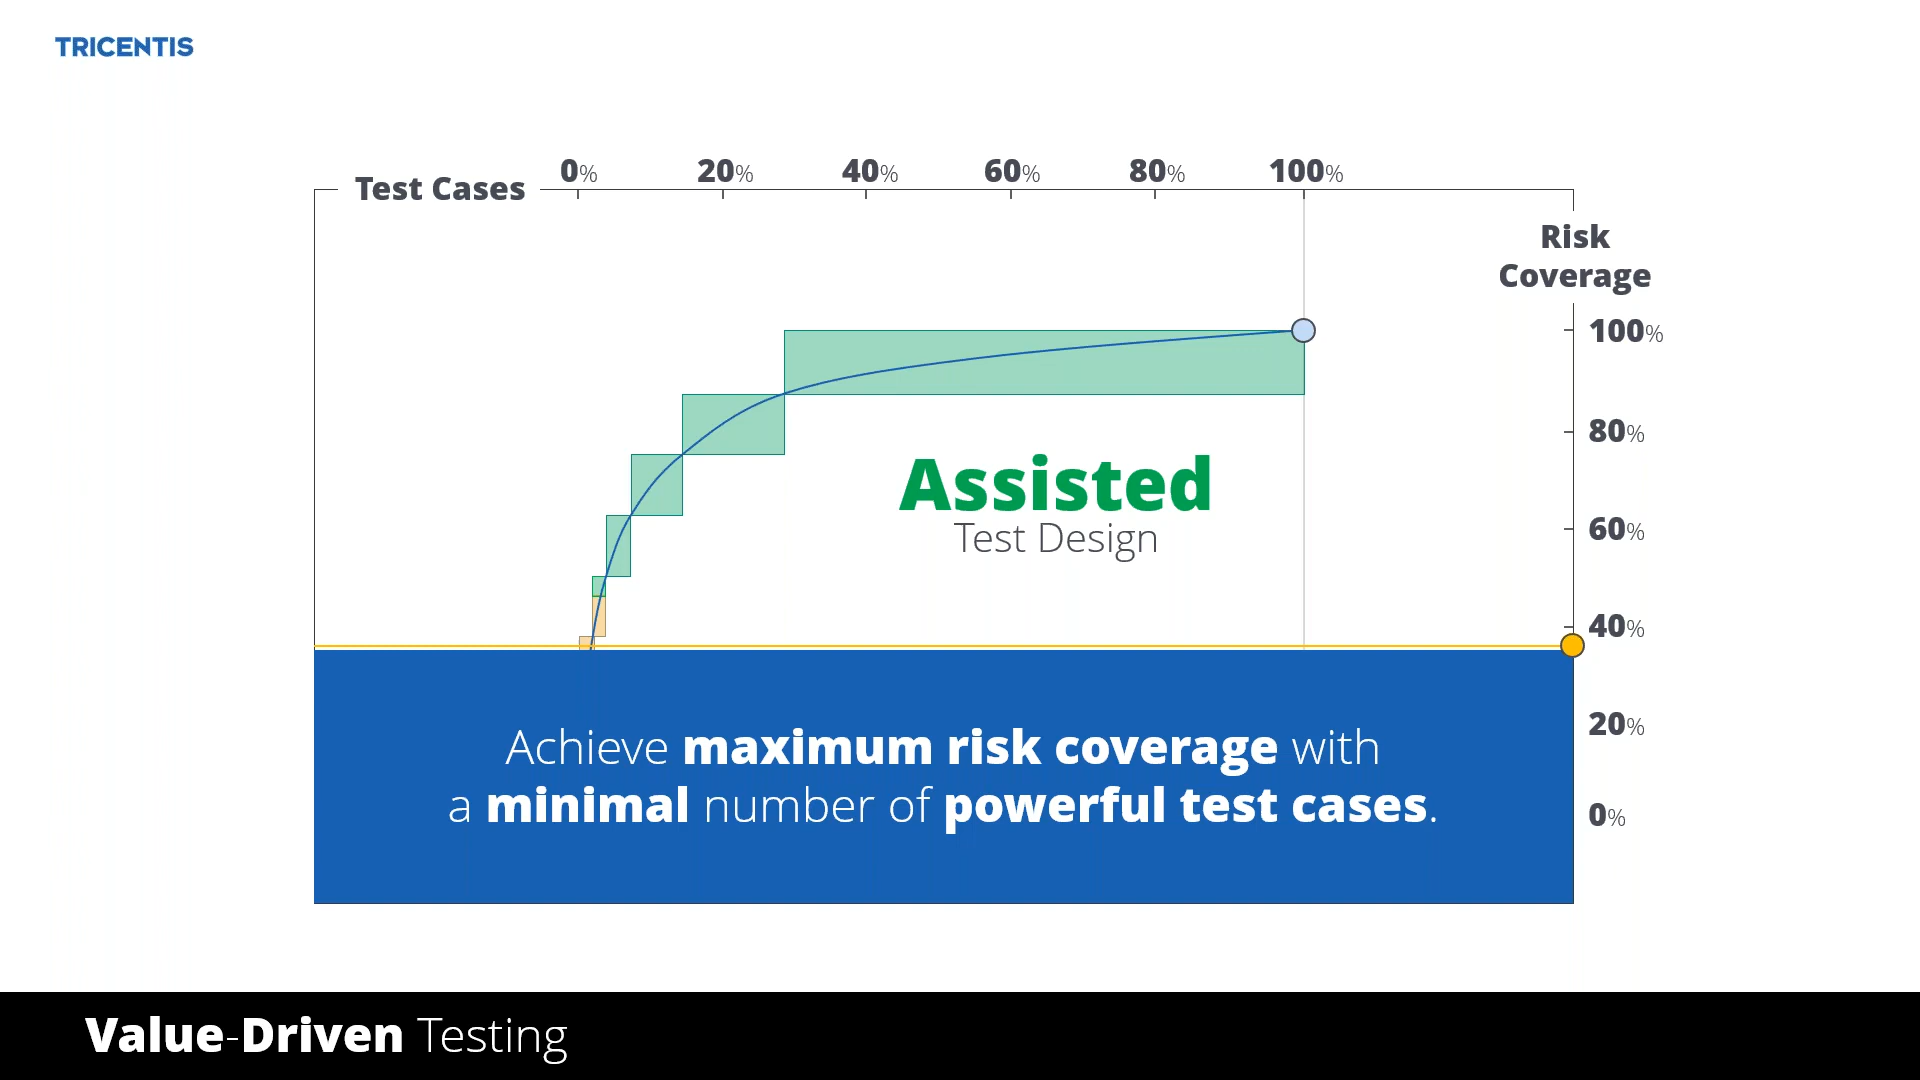 TRICENTIS
Test Cases
0% 20% 40% 60% 80% 100%
Risk
Coverage
100%
80%
60%
40%
20%
0%
Assisted
Test Design
Achieve maximum risk coverage with
a minimal number of powerful test cases.
Value-Driven Testing